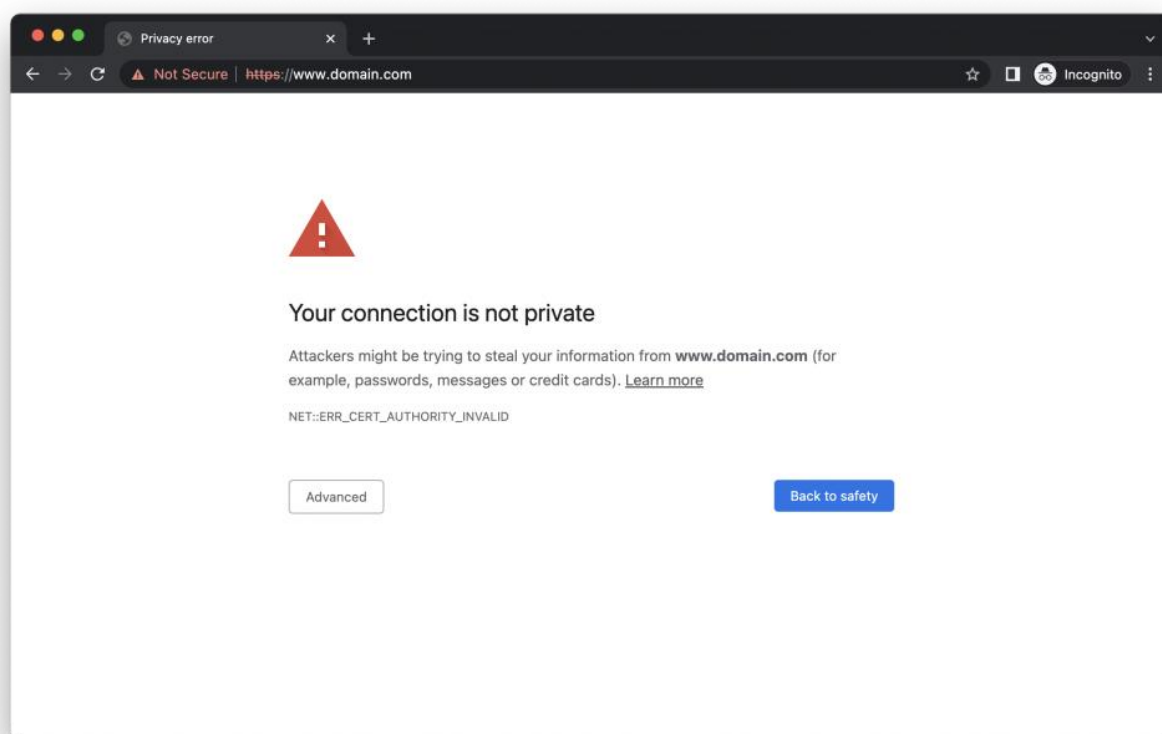 Privacy error
Not Secure | https://www.domain.com
Incognito
Your connection is not private
Attackers might be trying to steal your information from www.domain.com (for
example, passwords, messages or credit cards). Learn more
NET::ERR_CERT_AUTHORITY_INVALID
Advanced
Back to safety